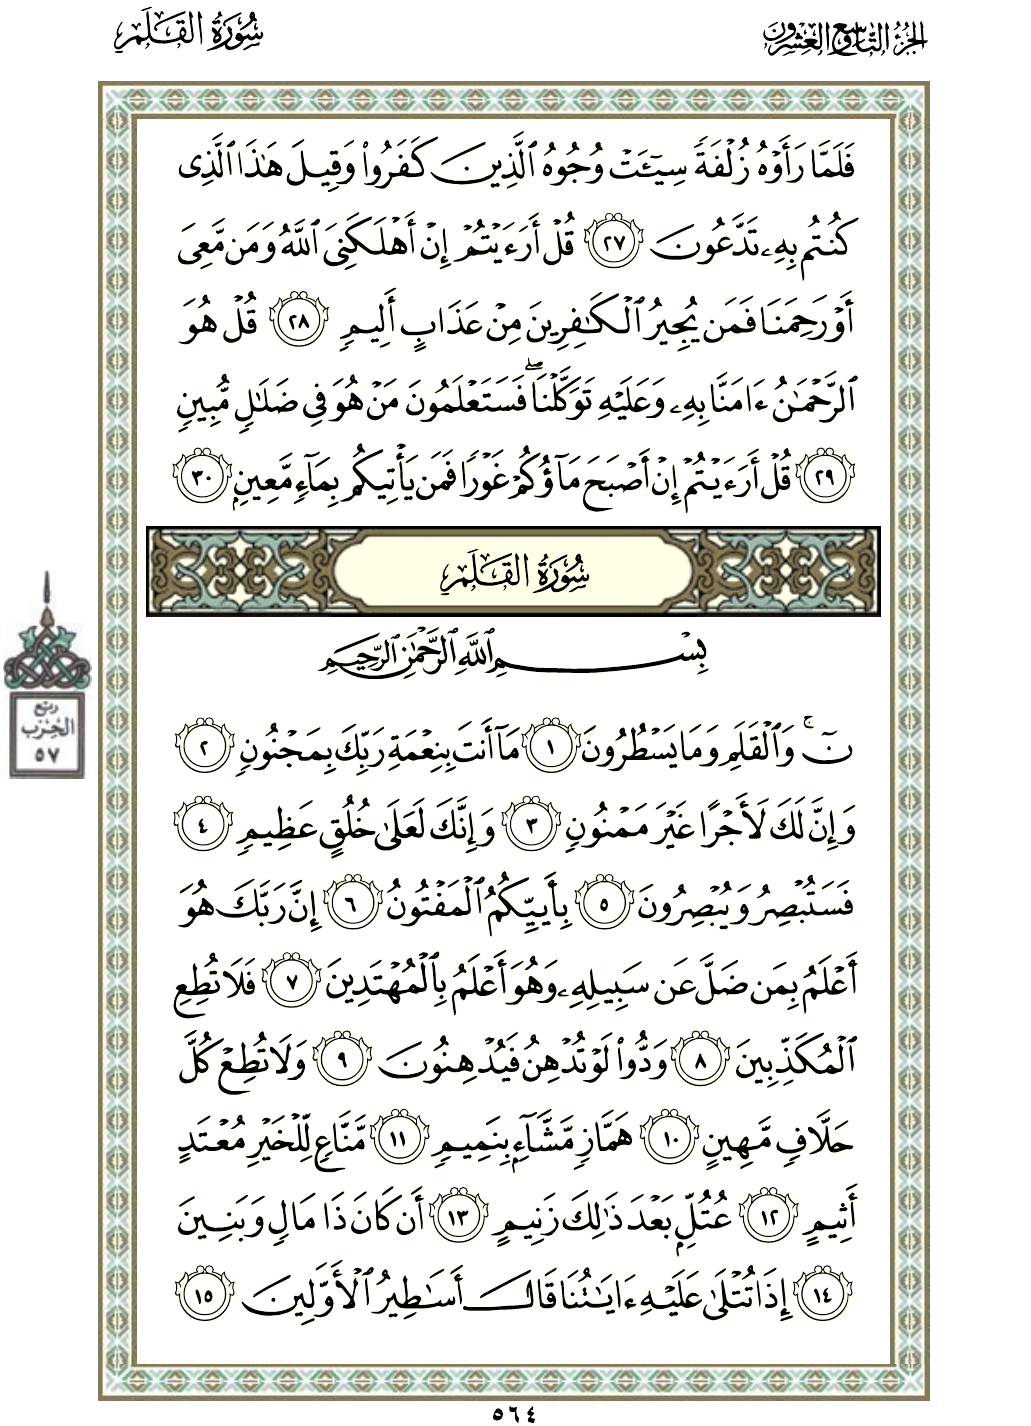 الجزء التاسع العشرون
سورة القلم
فَلَمَّا رَأَوْهُ زُلْفَةً سِيٓـَٔتْ وُجُوهُ ٱلَّذِينَ كَفَرُوا۟ وَقِيلَ هَٰذَا ٱلَّذِى
كُنتُم بِهِۦ تَدَّعُونَ ٢٧ قُلْ أَرَءَيْتُمْ إِنْ أَهْلَكَنِىَ ٱللَّهُ وَمَن مَّعِىَ
أَوْ رَحِمَنَا فَمَن يُجِيرُ ٱلْكَٰفِرِينَ مِنْ عَذَابٍ أَلِيمٍ ٢٨ قُلْ هُوَ
ٱلرَّحْمَٰنُ ءَامَنَّا بِهِۦ وَعَلَيْهِ تَوَكَّلْنَا ۖ فَسَتَعْلَمُونَ مَنْ هُوَ فِى ضَلَٰلٍ مُّبِينٍ
٢٩ قُلْ أَرَءَيْتُمْ إِنْ أَصْبَحَ مَآؤُكُمْ غَوْرًا فَمَن يَأْتِيكُم بِمَآءٍ مَّعِينٍۭ ٣٠
سُورَةُ القَلَمِ
بِسْمِ ٱللَّهِ ٱلرَّحْمَٰنِ ٱلرَّحِيمِ
نٓ ۚ وَٱلْقَلَمِ وَمَا يَسْطُرُونَ ١ مَآ أَنتَ بِنِعْمَةِ رَبِّكَ بِمَجْنُونٍ ٢
وَإِنَّ لَكَ لَأَجْرًا غَيْرَ مَمْنُونٍ ٣ وَإِنَّكَ لَعَلَىٰ خُلُقٍ عَظِيمٍ ٤
فَسَتُبْصِرُ وَيُبْصِرُونَ ٥ بِأَييِّكُمُ ٱلْمَفْتُونُ ٦ إِنَّ رَبَّكَ هُوَ
أَعْلَمُ بِمَن ضَلَّ عَن سَبِيلِهِۦ وَهُوَ أَعْلَمُ بِٱلْمُهْتَدِينَ ٧ فَلَا تُطِعِ
ٱلْمُكَذِّبِينَ ٨ وَدُّوا۟ لَوْ تُدْهِنُ فَيُدْهِنُونَ ٩ وَلَا تُطِعْ كُلَّ
حَلَّافٍ مَّهِينٍ ١٠ هَمَّازٍ مَّشَّآءٍۭ بِنَمِيمٍ ١١ مَّنَّاعٍ لِّلْخَيْرِ مُعْتَدٍ
أَثِيمٍ ١٢ عُتُلٍّۭ بَعْدَ ذَٰلِكَ زَنِيمٍ ١٣ أَن كَانَ ذَا مَالٍ وَبَنِينَ
١٤ إِذَا تُتْلَىٰ عَلَيْهِ ءَايَٰتُنَا قَالَ أَسَٰطِيرُ ٱلْأَوَّلِينَ ١٥
ربع
الحزب
٥٧
٥٦٤